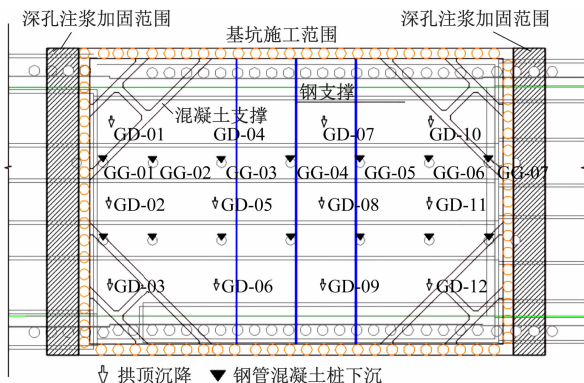 深孔注浆加固范围
深孔注浆加固范围
基坑施工范围
钢支撑
混凝土支撑
GD-01 GD-04 GD-07 GD-10
GG-01 GG-02 GG-03 GG-04 GG-05 GG-06 GG-07
GD-02 GD-05 GD-08 GD-11
GD-03 GD-06 GD-09 GD-12
拱顶沉降 钢管混凝土桩下沉